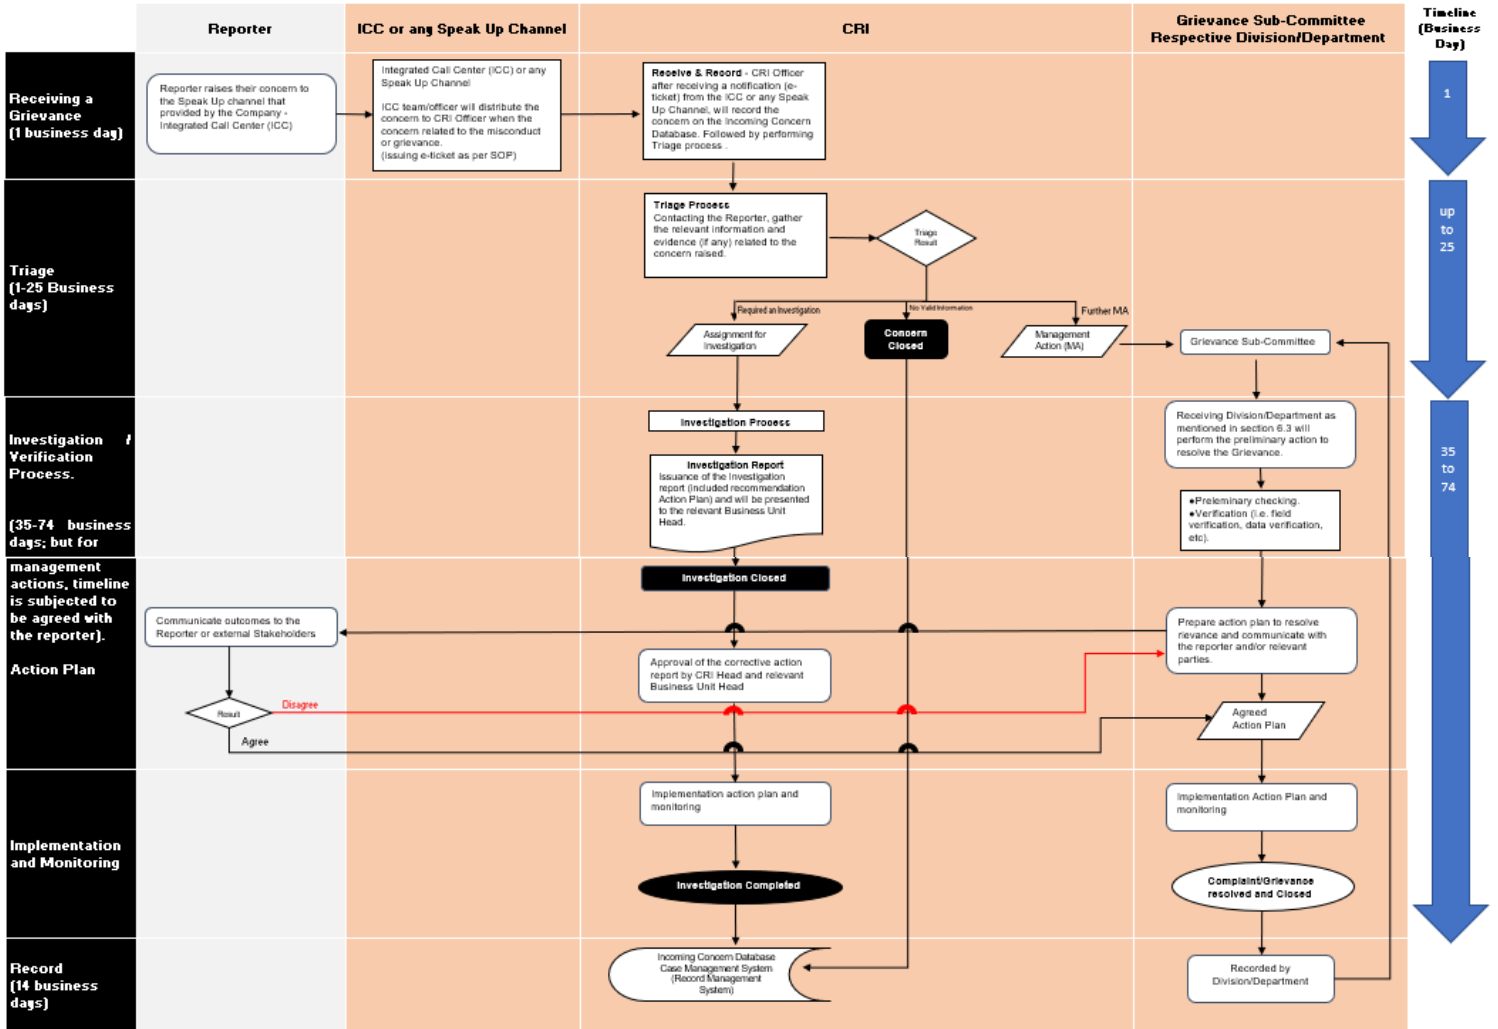 Reporter
ICC or any Speak Up Channel
CRI
Grievance Sub-Committee
Respective Division/Department
Timeline
(Business
Day)
Receiving a
Grievance
(1 business day)
Reporter raises their concern to
the Speak Up channel that
provided by the Company -
Integrated Call Center (ICC)
Integrated Call Center (ICC) or any
Speak Up Channel
ICC team/officer will distribute the
concern to CRI Officer when the
concern related to the misconduct
or grievance.
(issuing e-ticket as per SOP)
Receive & Record - CRI Officer
after receiving a notification (e-
ticket) from the ICC or any Speak
Up Channel, will record the
concern on the Incoming Concern
Database. Followed by performing
Triage process .
1
Triage
(1-25 Business
days)
Triage Process
Contacting the Reporter, gather
the relevant information and
evidence (if any) related to the
concern raised.
Triage
Result
up
to
25
Required an Investigation
No Valid Information
Further MA
Assignment for
Investigation
Concern
Closed
Management
Action (MA)
Grievance Sub-Committee
Investigation /
Verification
Process.
(35-74 business
days; but for
management
actions, timeline
is subjected to
be agreed with
the reporter).
Action Plan
Investigation Process
Investigation Report
Issuance of the Investigation
report (included recommendation
Action Plan) and will be presented
to the relevant Business Unit
Head.
Receiving Division/Department as
mentioned in section 6.3 will
perform the preliminary action to
resolve the Grievance.
●Preleminary checking.
●Verification (i.e. field
verification, data verification,
etc).
35
to
74
Investigation Closed
Communicate outcomes to the
Reporter or external Stakeholders
Approval of the corrective action
report by CRI Head and relevant
Business Unit Head
Prepare action plan to resolve
rievance and communicate with
the reporter and/or relevant
parties.
Result
Disagree
Agree
Agreed
Action Plan
Implementation
and Monitoring
Implementation action plan and
monitoring
Implementation Action Plan and
monitoring
Investigation Completed
Complaint/Grievance
resolved and Closed
Record
(14 business
days)
Incoming Concern Database
Case Management System
(Record Management
System)
Recorded by
Division/Department